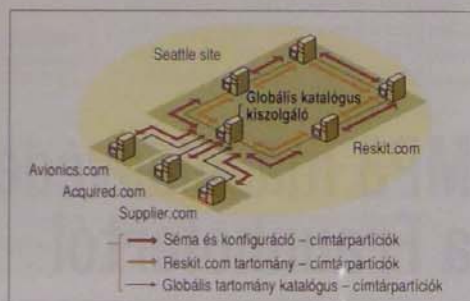 Seattle site
Globális katalógus
kiszolgáló
Reskit.com
Avionics.com
Acquired.com
Supplier.com
Séma és konfiguráció – címtárpartíciók
Reskit.com tartomány – címtárpartíciók
Globális tartomány katalógus – címtárpartíciók